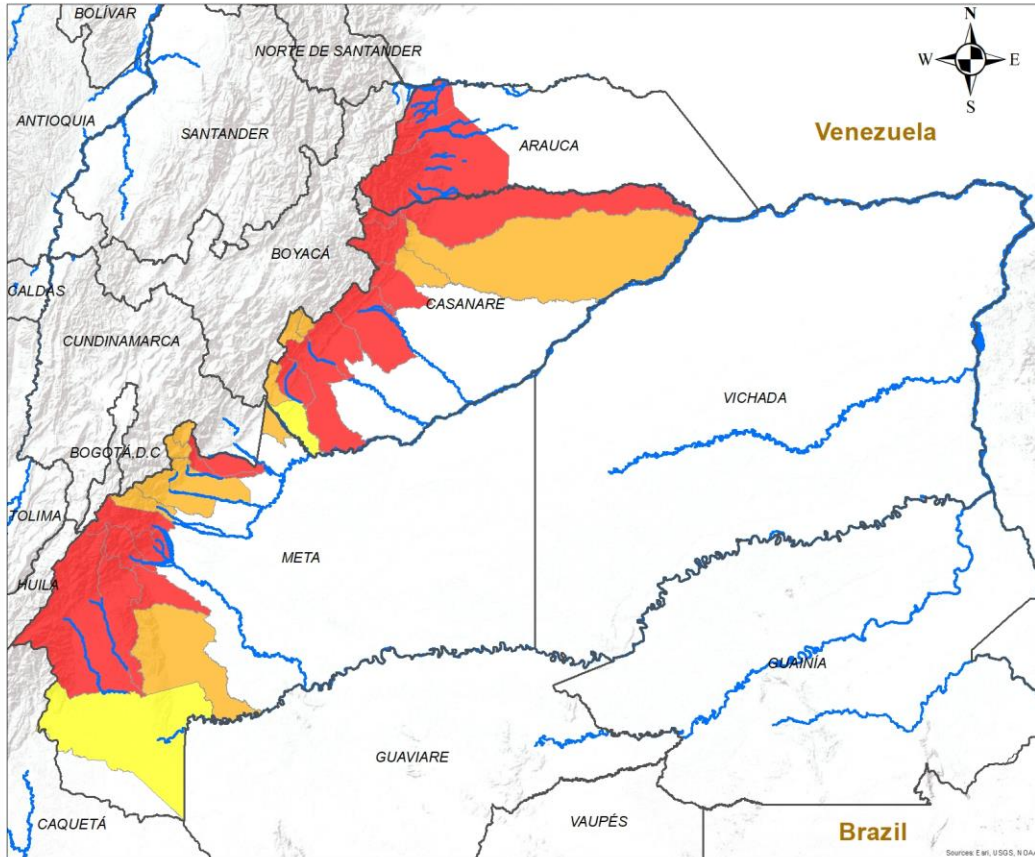 BOLÍVAR
N
NORTE DE SANTANDER
W
E
S
ANTIOQUIA
SANTANDER
ARAUCA
Venezuela
BOYACÁ
CALDAS
CASANARE
CUNDINAMARCA
VICHADA
BOGOTÁ.D.C
TOLIMA
META
HUILA
GUAINÍA
GUAVIARE
CAQUETÁ
VAUPÉS
Brazil
Sources: Esri, USGS, NOAA